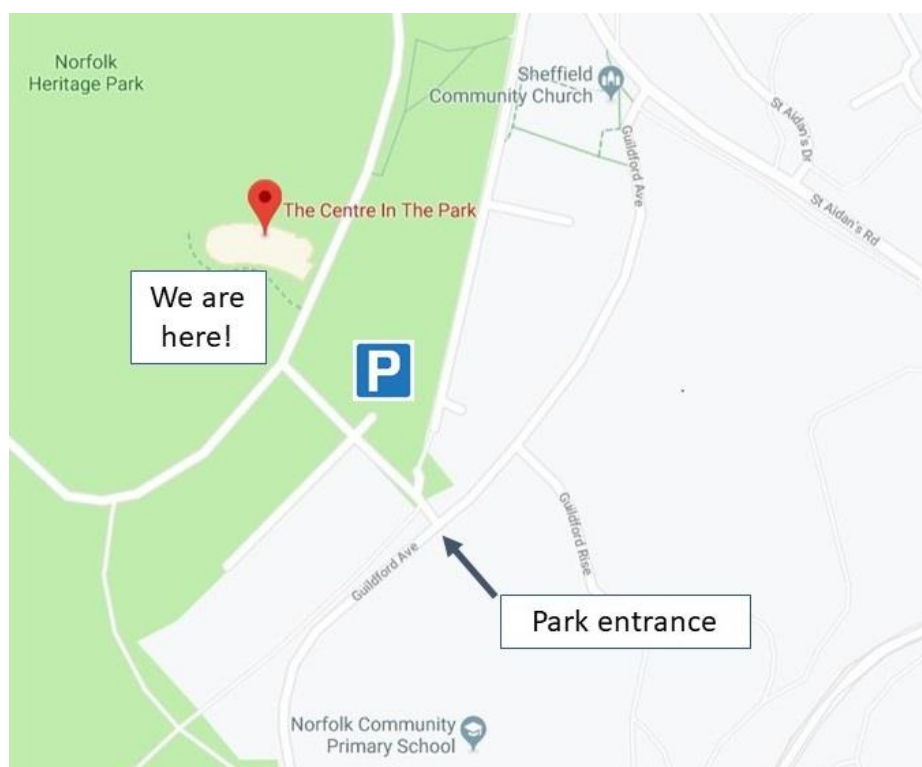 Norfolk
Heritage Park
Sheffield
Community Church
St Aidan's Dr
Guildford Ave
St Aidan's Rd
The Centre In The Park
We are
here!
P
Guildford Ave
Guildford Rise
Park entrance
Norfolk Community
Primary School